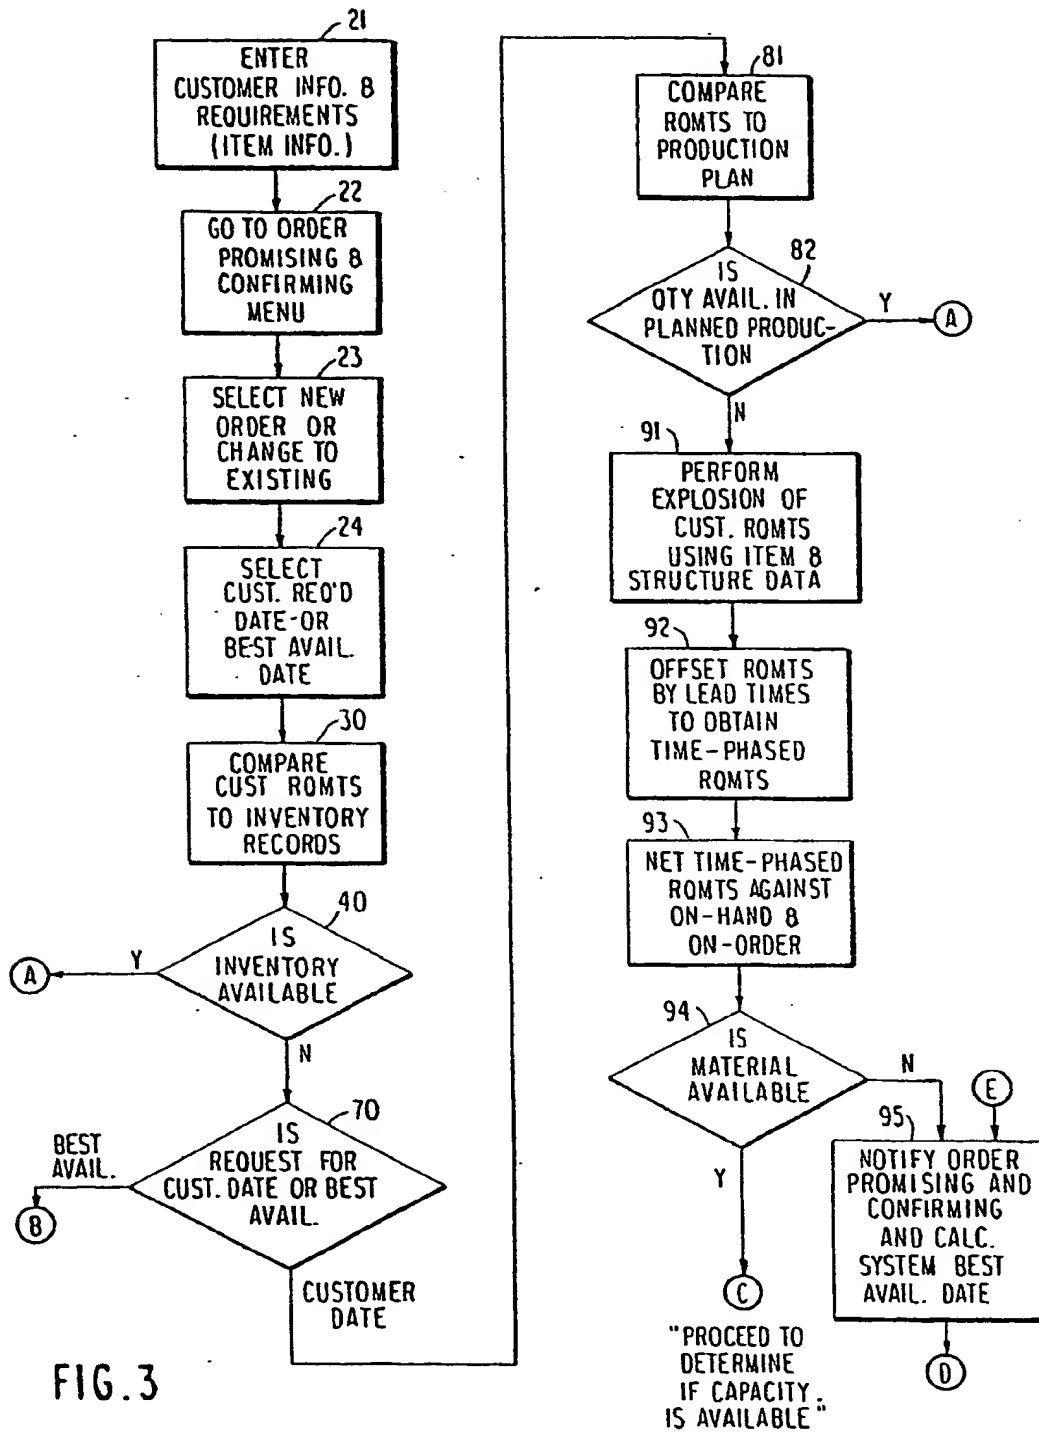 21
ENTER
CUSTOMER INFO. &
REQUIREMENTS
(ITEM INFO.)
22
GO TO ORDER
PROMISING &
CONFIRMING
MENU
23
SELECT NEW
ORDER OR
CHANGE TO
EXISTING
24
SELECT
CUST. REQ'D
DATE-OR
BEST AVAIL.
DATE
30
COMPARE
CUST RQMTS
TO INVENTORY
RECORDS
40
IS
INVENTORY
AVAILABLE
Y
A
N
70
IS
REQUEST FOR
CUST. DATE OR BEST
AVAIL.
BEST
AVAIL.
B
CUSTOMER
DATE
81
COMPARE
RQMTS TO
PRODUCTION
PLAN
82
IS
QTY AVAIL. IN
PLANNED PRODUC-
TION
Y
A
N
91
PERFORM
EXPLOSION OF
CUST. RQMTS
USING ITEM &
STRUCTURE DATA
92
OFFSET RQMTS
BY LEAD TIMES
TO OBTAIN
TIME-PHASED
RQMTS
93
NET TIME-PHASED
RQMTS AGAINST
ON-HAND &
ON-ORDER
94
IS
MATERIAL
AVAILABLE
N
E
Y
95
NOTIFY ORDER
PROMISING AND
CONFIRMING
AND CALC.
SYSTEM BEST
AVAIL. DATE
C
D
"PROCEED TO
DETERMINE
IF CAPACITY
IS AVAILABLE"
FIG.3